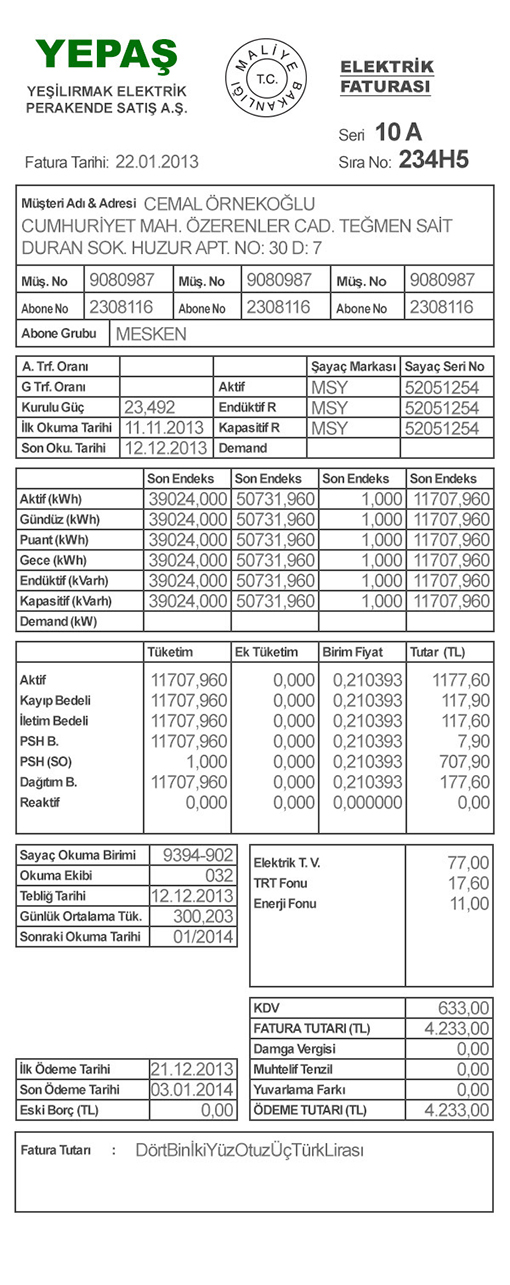 YEPAŞ
YEŞİLIRMAK ELEKTRİK
PERAKENDE SATIŞ A.Ş.
MALİYE BAKANLIĞI
T.C.
ELEKTRİK
FATURASI
Seri 10 A
Fatura Tarihi: 22.01.2013
Sıra No: 234H5
Müşteri Adı & Adresi CEMAL ÖRNEKOĞLU
CUMHURİYET MAH. ÖZERENLER CAD. TEĞMEN SAİT
DURAN SOK. HUZUR APT. NO: 30 D: 7
Müş. No 9080987 Müş. No 9080987 Müş. No 9080987
Abone No 2308116 Abone No 2308116 Abone No 2308116
Abone Grubu MESKEN
A. Trf. Oranı Şayaç Markası Sayaç Seri No
G Trf. Oranı Aktif MSY 52051254
Kurulu Güç 23,492 Endüktif R MSY 52051254
İlk Okuma Tarihi 11.11.2013 Kapasitif R MSY 52051254
Son Oku. Tarihi 12.12.2013 Demand
Son Endeks Son Endeks Son Endeks Son Endeks
Aktif (kWh) 39024,000 50731,960 1,000 11707,960
Gündüz (kWh) 39024,000 50731,960 1,000 11707,960
Puant (kWh) 39024,000 50731,960 1,000 11707,960
Gece (kWh) 39024,000 50731,960 1,000 11707,960
Endüktif (kVarh) 39024,000 50731,960 1,000 11707,960
Kapasitif (kVarh) 39024,000 50731,960 1,000 11707,960
Demand (kW)
Tüketim Ek Tüketim Birim Fiyat Tutar (TL)
Aktif 11707,960 0,000 0,210393 1177,60
Kayıp Bedeli 11707,960 0,000 0,210393 117,90
İletim Bedeli 11707,960 0,000 0,210393 117,60
PSH B. 11707,960 0,000 0,210393 7,90
PSH (SO) 1,000 0,000 0,210393 707,90
Dağıtım B. 11707,960 0,000 0,210393 177,60
Reaktif 0,000 0,000 0,000000 0,00
Sayaç Okuma Birimi 9394-902
Okuma Ekibi 032
Tebliğ Tarihi 12.12.2013
Günlük Ortalama Tük. 300,203
Sonraki Okuma Tarihi 01/2014
Elektrik T. V. 77,00
TRT Fonu 17,60
Enerji Fonu 11,00
KDV 633,00
FATURA TUTARI (TL) 4.233,00
Damga Vergisi 0,00
İlk Ödeme Tarihi 21.12.2013 Muhtelif Tenzil 0,00
Son Ödeme Tarihi 03.01.2014 Yuvarlama Farkı 0,00
Eski Borç (TL) 0,00 ÖDEME TUTARI (TL) 4.233,00
Fatura Tutarı : DörtBinİkiYüzOtuzÜçTürkLirası